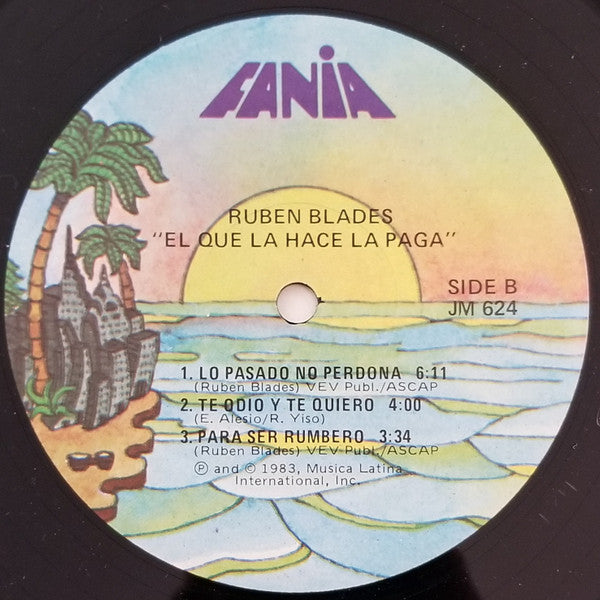 FANIA
RUBEN BLADES
"EL QUE LA HACE LA PAGA"
SIDE B
JM 624
1. LO PASADO NO PERDONA 6:11
(Ruben Blades) VEV Publ./ASCAP
2. TE ODIO Y TE QUIERO 4:00
(E. Alesio/R. Yiso)
3. PARA SER RUMBERO 3:34
(Ruben Blades) VEV Publ./ASCAP
℗ and © 1983, Musica Latina
International, Inc.